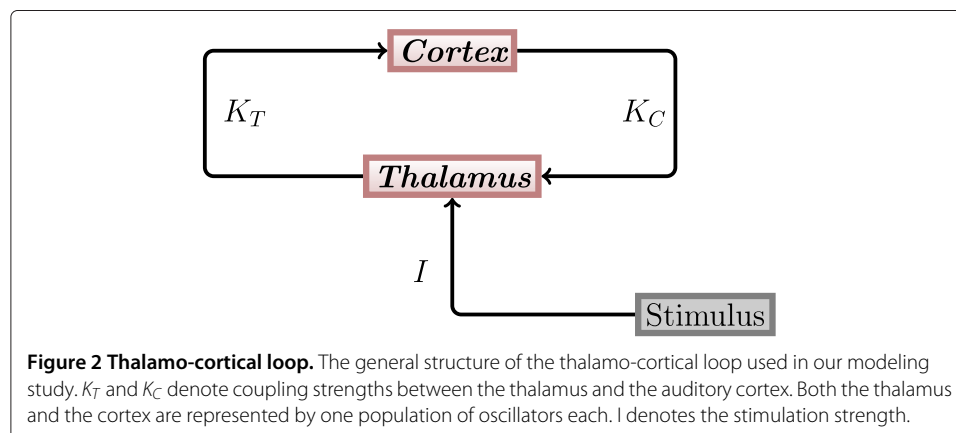 Cortex
K_T
K_C
Thalamus
I
Stimulus
Figure 2 Thalamo-cortical loop. The general structure of the thalamo-cortical loop used in our modeling
study. K_T and K_C denote coupling strengths between the thalamus and the auditory cortex. Both the thalamus
and the cortex are represented by one population of oscillators each. I denotes the stimulation strength.